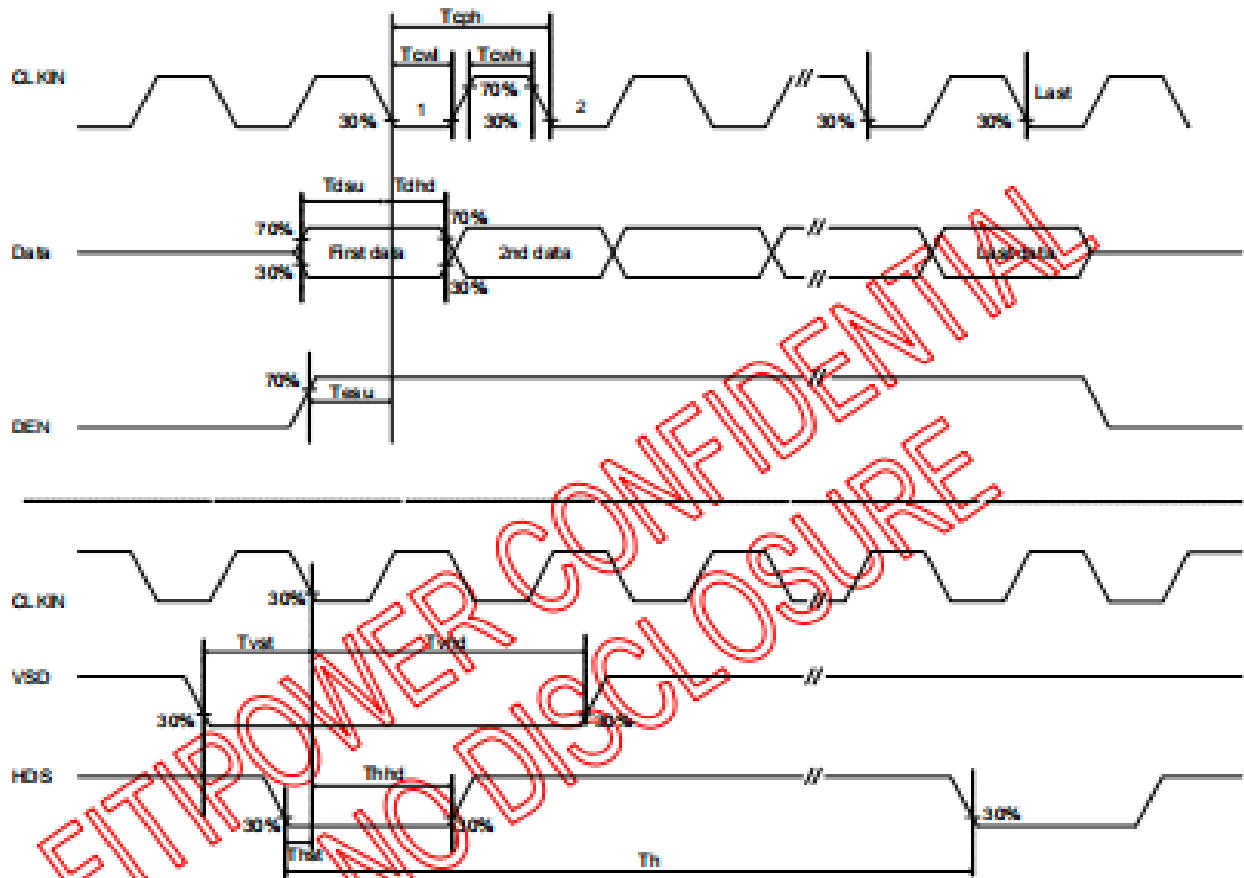 Tcph
Tcwl Tcwh
CLKIN
70%
1
2
Last
30%
30%
30%
30%
Tdsu Tdhd
70%
70%
Data
First data
2nd data
//
Last data
30%
30%
70%
Tesu
DEN
CLKIN
30%
Tvst
Tvhd
VSD
30%
30%
HDS
Thhd
30%
30%
30%
Thst
Th
FITIPOWER CONFIDENTIAL
NO DISCLOSURE